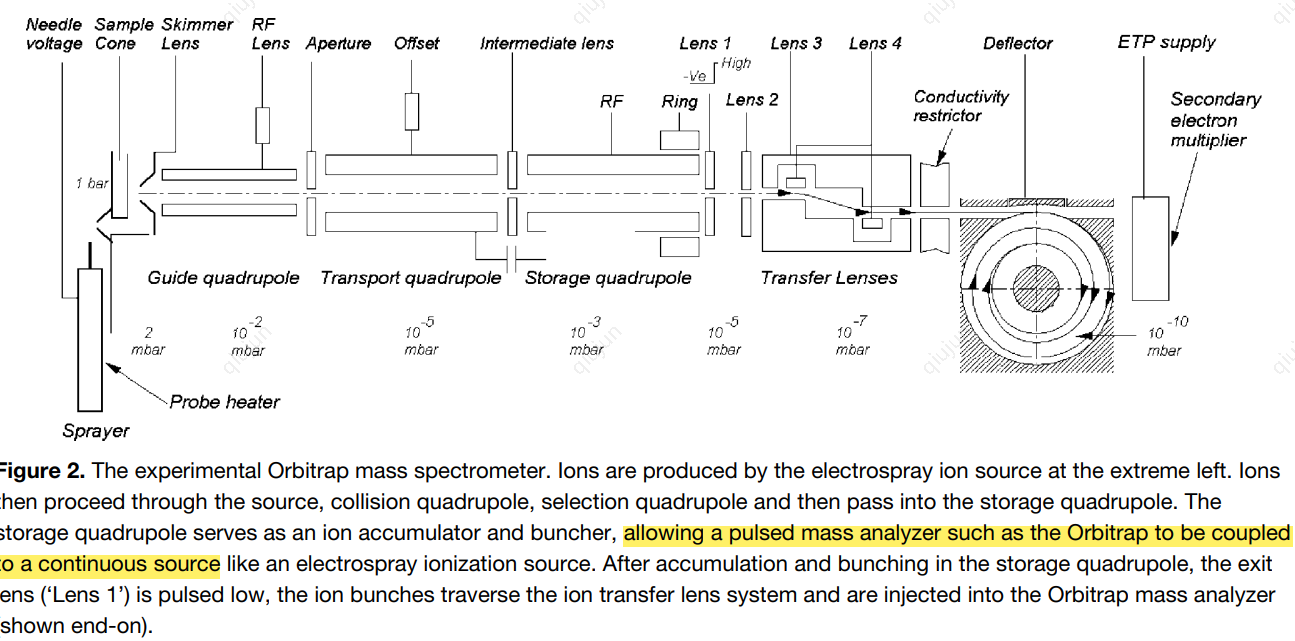 Needle voltage
Sample Cone
Skimmer Lens
RF Lens
Aperture
Offset
Intermediate lens
Lens 1
-Ve
High
Lens 3
Lens 4
Deflector
ETP supply
RF
Ring
Lens 2
Conductivity restrictor
Secondary electron multiplier
1 bar
Guide quadrupole
Transport quadrupole
Storage quadrupole
Transfer Lenses
2 mbar
10-2 mbar
10-5 mbar
10-3 mbar
10-5 mbar
10-7 mbar
10-10 mbar
Probe heater
Sprayer
Figure 2. The experimental Orbitrap mass spectrometer. Ions are produced by the electrospray ion source at the extreme left. Ions
then proceed through the source, collision quadrupole, selection quadrupole and then pass into the storage quadrupole. The
storage quadrupole serves as an ion accumulator and buncher, allowing a pulsed mass analyzer such as the Orbitrap to be coupled
to a continuous source like an electrospray ionization source. After accumulation and bunching in the storage quadrupole, the exit
lens (‘Lens 1’) is pulsed low, the ion bunches traverse the ion transfer lens system and are injected into the Orbitrap mass analyzer
(shown end-on).
qiujun
qiujun
qiujun
qiujun
qiujun
qiujun
qiujun
qiujun